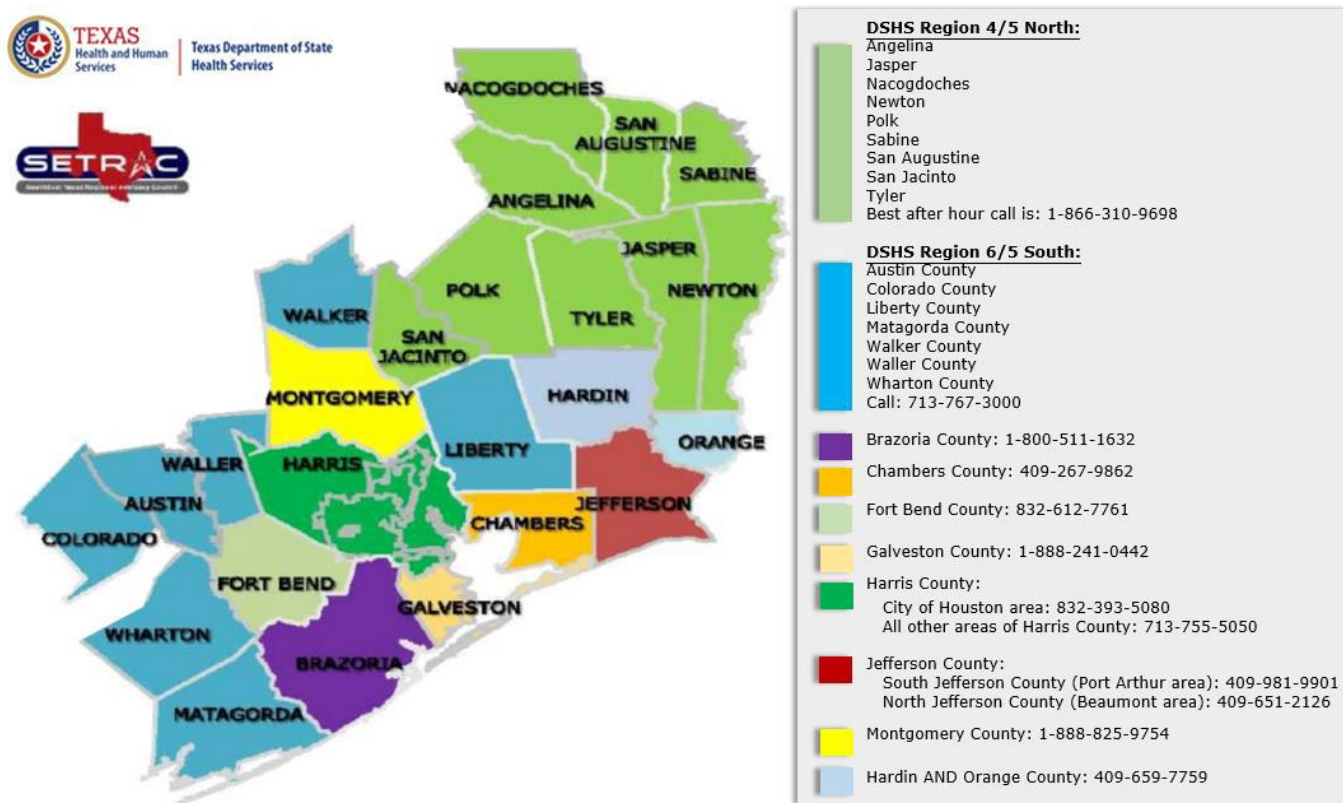 TEXAS
Health and Human
Services
Texas Department of State
Health Services
SETRAC
SouthEast Texas Regional Advisory Council
NACOGDOCHES
SAN
AUGUSTINE
SABINE
ANGELINA
JASPER
NEWTON
POLK
TYLER
WALKER
SAN
JACINTO
MONTGOMERY
HARDIN
ORANGE
LIBERTY
HARRIS
WALLER
AUSTIN
COLORADO
JEFFERSON
CHAMBERS
FORT BEND
GALVESTON
WHARTON
BRAZORIA
MATAGORDA
DSHS Region 4/5 North:
Angelina
Jasper
Nacogdoches
Newton
Polk
Sabine
San Augustine
San Jacinto
Tyler
Best after hour call is: 1-866-310-9698
DSHS Region 6/5 South:
Austin County
Colorado County
Liberty County
Matagorda County
Walker County
Waller County
Wharton County
Call: 713-767-3000
Brazoria County: 1-800-511-1632
Chambers County: 409-267-9862
Fort Bend County: 832-612-7761
Galveston County: 1-888-241-0442
Harris County:
City of Houston area: 832-393-5080
All other areas of Harris County: 713-755-5050
Jefferson County:
South Jefferson County (Port Arthur area): 409-981-9901
North Jefferson County (Beaumont area): 409-651-2126
Montgomery County: 1-888-825-9754
Hardin AND Orange County: 409-659-7759